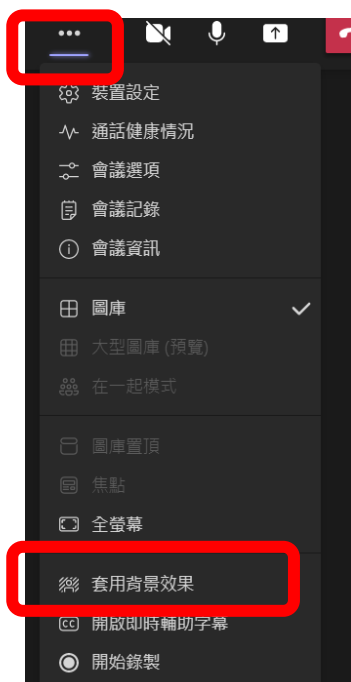 裝置設定
通話健康情況
會議選項
會議記錄
會議資訊
圖庫
大型圖庫 (預覽)
在一起模式
圖庫置頂
焦點
全螢幕
套用背景效果
CC 開啟即時輔助字幕
開始錄製